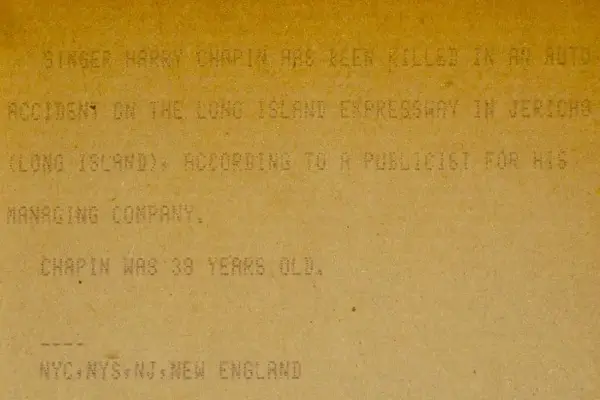 SINGER HARRY CHAPIN HAS BEEN KILLED IN AN AUTO
ACCIDENT ON THE LONG ISLAND EXPRESSWAY IN JERICHO
(LONG ISLAND), ACCORDING TO A PUBLICIST FOR HIS
MANAGING COMPANY.
CHAPIN WAS 38 YEARS OLD.
----
NYC,NYS,NJ,NEW ENGLAND